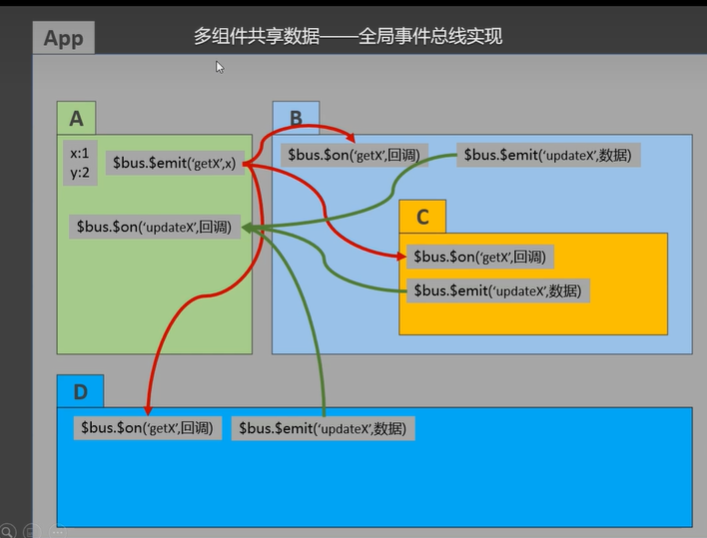 App
多组件共享数据——全局事件总线实现
A
x:1
y:2
$bus.$emit(‘getX’,x)
$bus.$on(‘updateX’,回调)
B
$bus.$on(‘getX’,回调)
$bus.$emit(‘updateX’,数据)
C
$bus.$on(‘getX’,回调)
$bus.$emit(‘updateX’,数据)
D
$bus.$on(‘getX’,回调)
$bus.$emit(‘updateX’,数据)